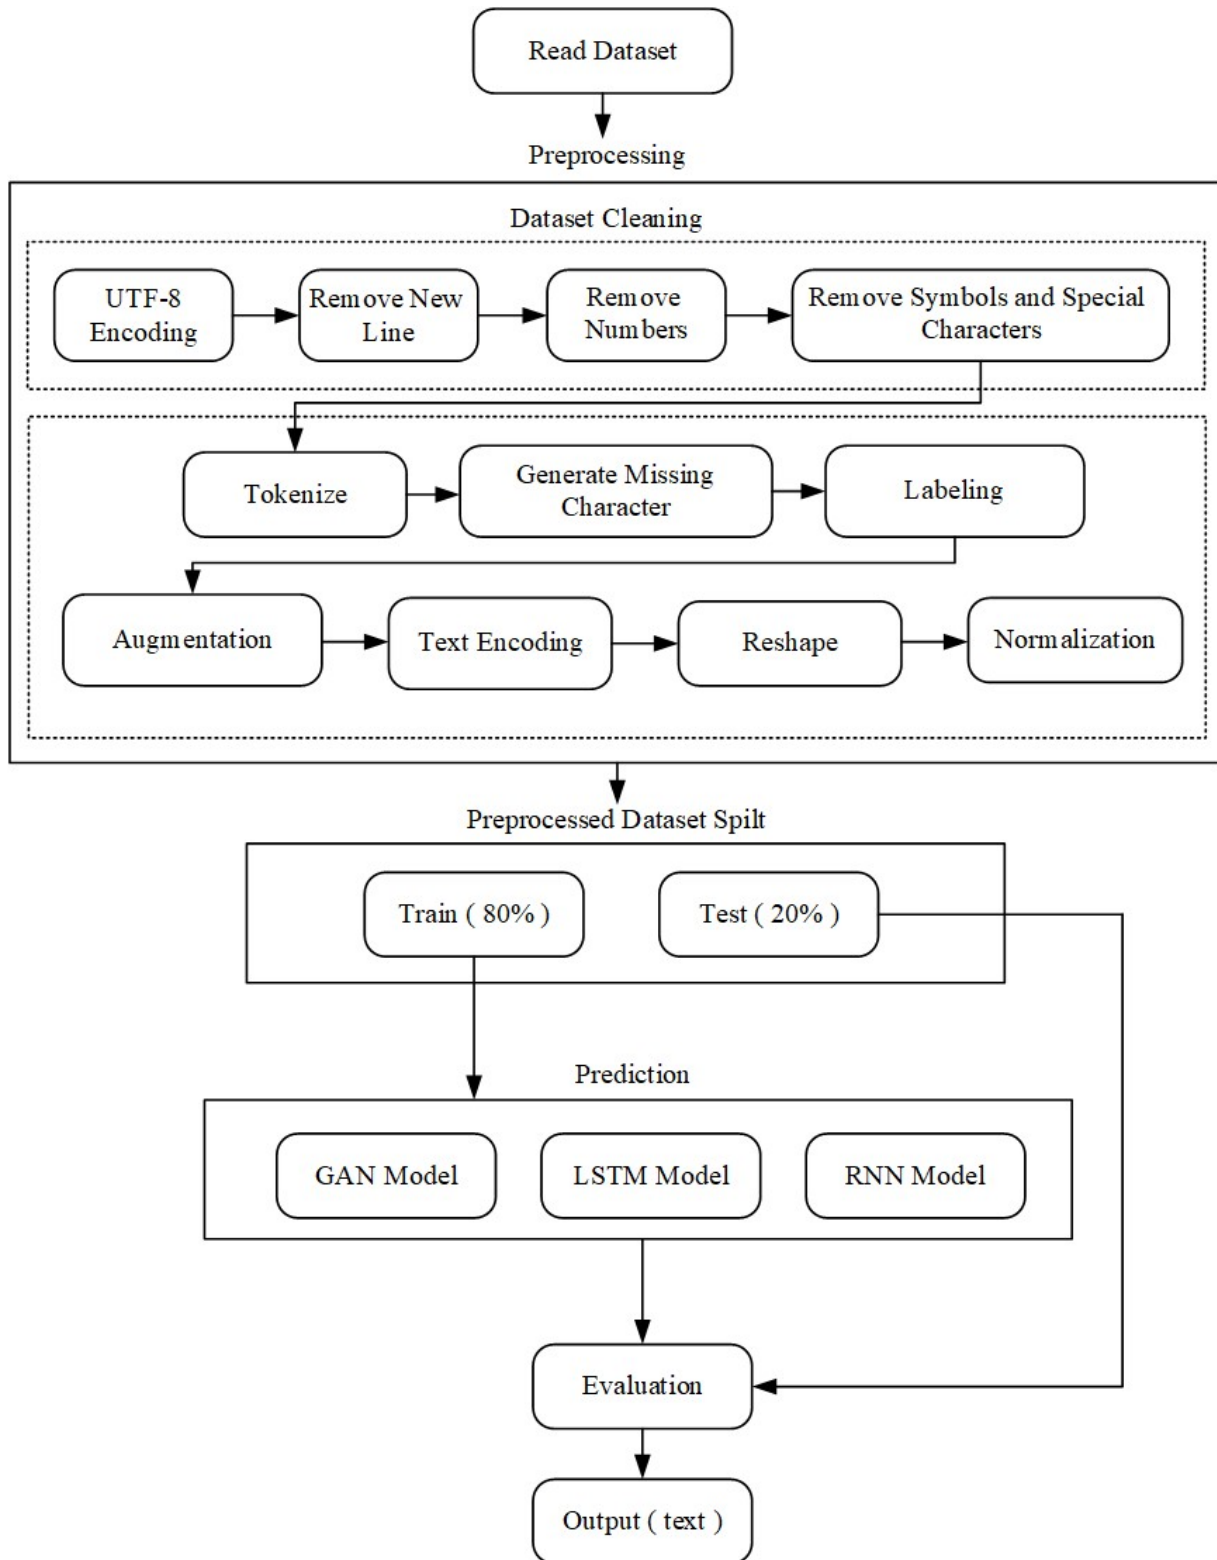 Read Dataset
Preprocessing
Dataset Cleaning
UTF-8
Encoding
Remove New
Line
Remove
Numbers
Remove Symbols and Special
Characters
Tokenize
Generate Missing
Character
Labeling
Augmentation
Text Encoding
Reshape
Normalization
Preprocessed Dataset Spilt
Train ( 80% )
Test ( 20% )
Prediction
GAN Model
LSTM Model
RNN Model
Evaluation
Output ( text )